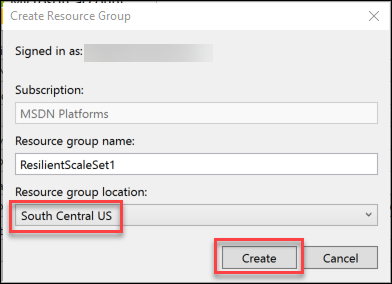 Create Resource Group
Signed in as:
Subscription:
MSDN Platforms
Resource group name:
ResilientScaleSet1
Resource group location:
South Central US
Create Cancel